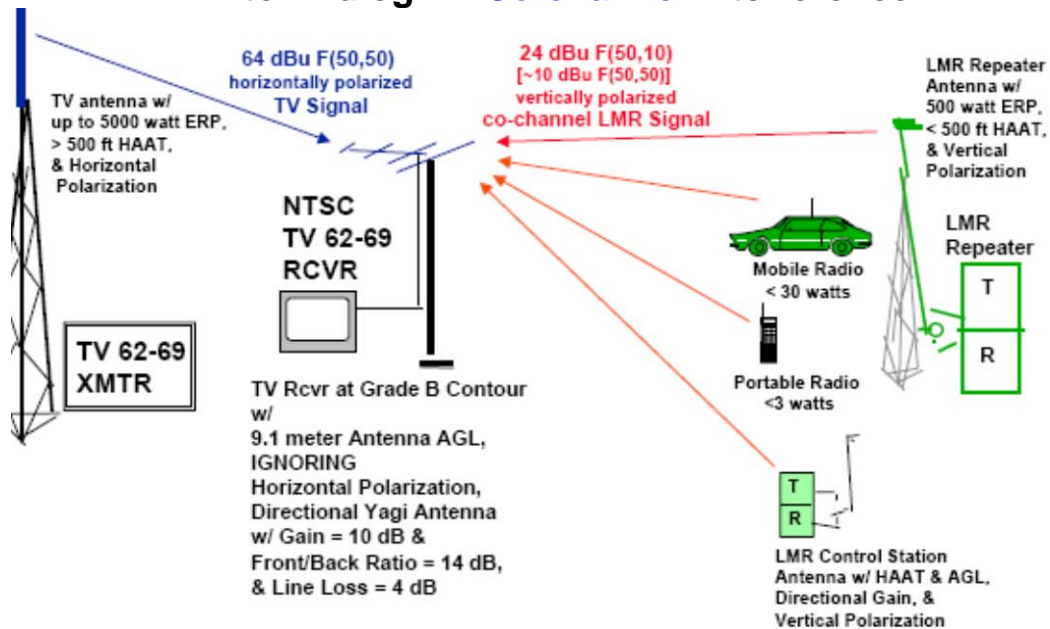 64 dBu F(50,50)
horizontally polarized
TV Signal
24 dBu F(50,10)
[~10 dBu F(50,50)]
vertically polarized
co-channel LMR Signal
LMR Repeater
Antenna w/
500 watt ERP,
< 500 ft HAAT,
& Vertical
Polarization
TV antenna w/
up to 5000 watt ERP,
> 500 ft HAAT,
& Horizontal
Polarization
NTSC
TV 62-69
RCVR
LMR
Repeater
T
R
Mobile Radio
< 30 watts
TV 62-69
XMTR
Portable Radio
<3 watts
TV Rcvr at Grade B Contour
w/
9.1 meter Antenna AGL,
IGNORING
Horizontal Polarization,
Directional Yagi Antenna
w/ Gain = 10 dB &
Front/Back Ratio = 14 dB,
& Line Loss = 4 dB
T
R
LMR Control Station
Antenna w/ HAAT & AGL,
Directional Gain, &
Vertical Polarization